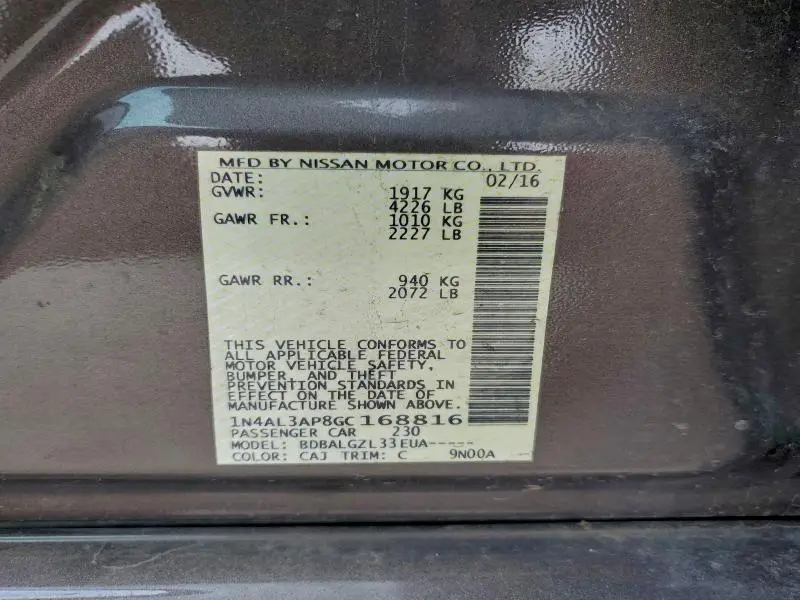 MFD BY NISSAN MOTOR CO., LTD.
DATE: 02/16
GVWR: 1917 KG
4226 LB
GAWR FR.: 1010 KG
2227 LB
GAWR RR.: 940 KG
2072 LB
THIS VEHICLE CONFORMS TO
ALL APPLICABLE FEDERAL
MOTOR VEHICLE SAFETY,
BUMPER, AND THEFT
PREVENTION STANDARDS IN
EFFECT ON THE DATE OF
MANUFACTURE SHOWN ABOVE.
1N4AL3AP8GC168816
PASSENGER CAR 230
MODEL: BDBALGZL33EUA-----
COLOR: CAJ TRIM: C 9N00A